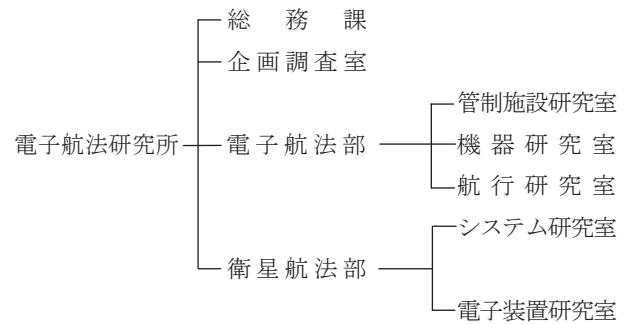 総務課
企画調査室
管制施設研究室
電子航法研究所
電子航法部
機器研究室
航行研究室
システム研究室
衛星航法部
電子装置研究室